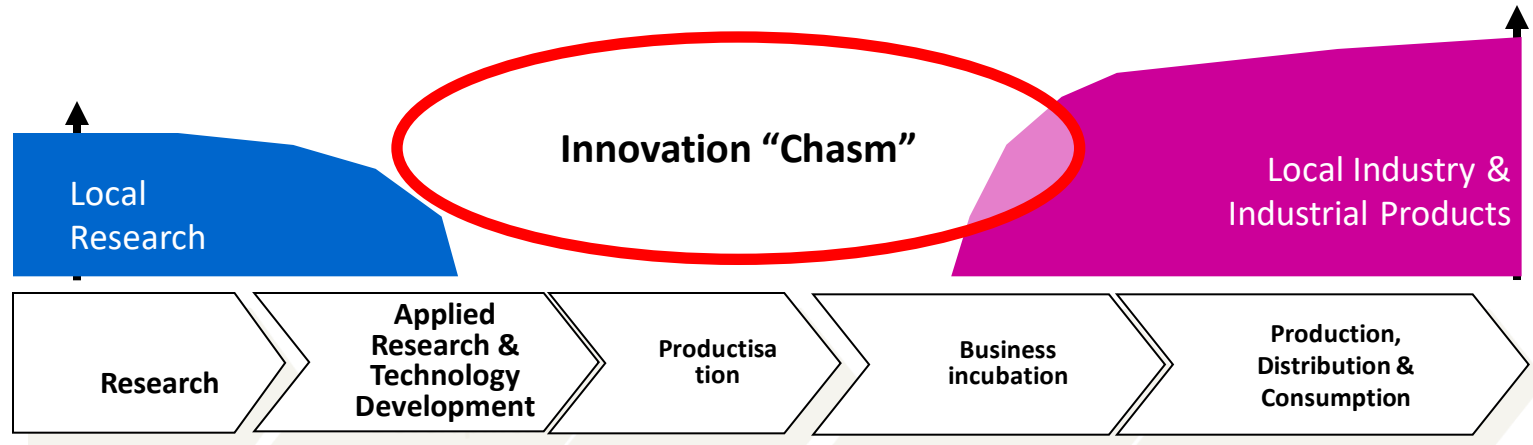 Innovation “Chasm”
Local
Research
Local Industry &
Industrial Products
Research
Applied
Research &
Technology
Development
Productisa
tion
Business
incubation
Production,
Distribution &
Consumption